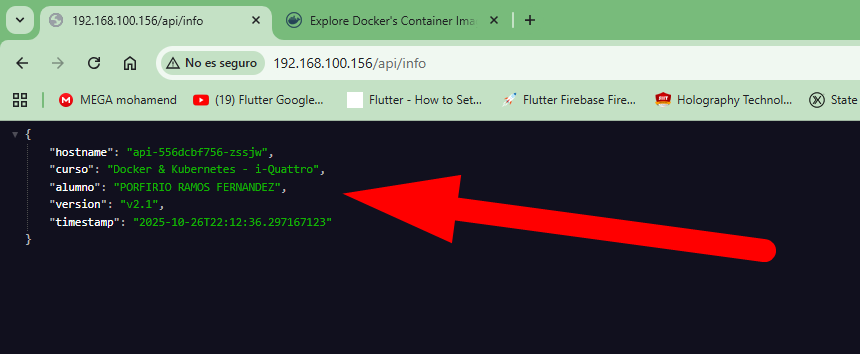 192.168.100.156/api/info
Explore Docker's Container Ima
No es seguro
192.168.100.156/api/info
MEGA mohamend
(19) Flutter Google...
Flutter - How to Set...
Flutter Firebase Fire...
Holography Technol...
State
{
"hostname": "api-556dcbf756-zssjw",
"curso": "Docker & Kubernetes - i-Quattro",
"alumno": "PORFIRIO RAMOS FERNANDEZ",
"version": "v2.1",
"timestamp": "2025-10-26T22:12:36.297167123"
}